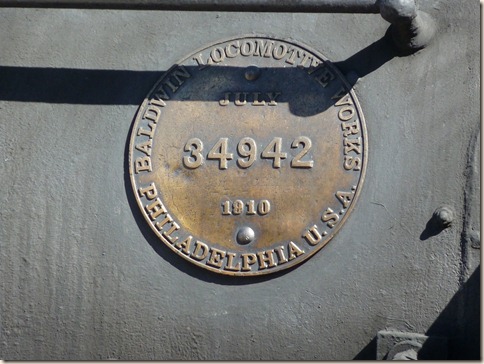 BALDWIN LOCOMOTIVE WORKS
JULY
34942
1910
PHILADELPHIA U.S.A.